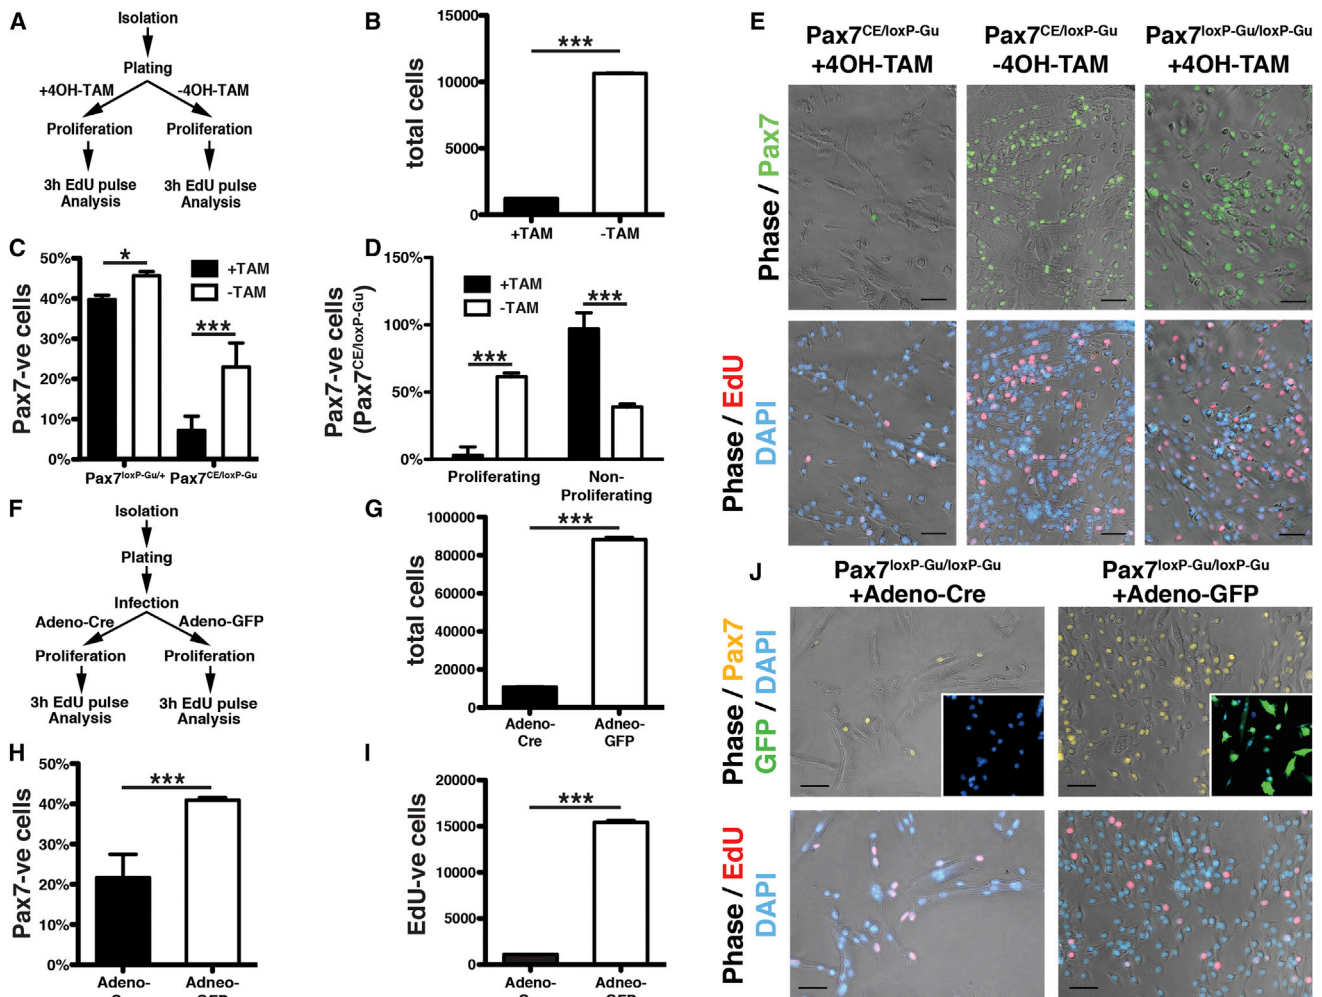 A
Isolation
Plating
+4OH-TAM
-4OH-TAM
Proliferation
Proliferation
3h EdU pulse
Analysis
3h EdU pulse
Analysis
B
total cells
15000
10000
5000
0
***
+TAM
-TAM
C
Pax7-ve cells
50%
40%
30%
20%
10%
0%
*
***
+TAM
-TAM
Pax7loxP-Gu/+
Pax7CE/loxP-Gu
D
Pax7-ve cells
(Pax7CE/loxP-Gu)
150%
100%
50%
0%
+TAM
-TAM
***
***
Proliferating
Non-
Proliferating
E
Pax7CE/loxP-Gu
+4OH-TAM
Pax7CE/loxP-Gu
-4OH-TAM
Pax7loxP-Gu/loxP-Gu
+4OH-TAM
Phase / Pax7
Phase / EdU
DAPI
F
Isolation
Plating
Infection
Adeno-Cre
Adeno-GFP
Proliferation
Proliferation
3h EdU pulse
Analysis
3h EdU pulse
Analysis
G
total cells
100000
80000
60000
40000
20000
0
***
Adeno-
Cre
Adneo-
GFP
H
Pax7-ve cells
50%
40%
30%
20%
10%
0%
***
Adeno-
Adneo-
I
EdU-ve cells
20000
15000
10000
5000
0
***
Adeno-
Adneo-
J
Pax7loxP-Gu/loxP-Gu
+Adeno-Cre
Pax7loxP-Gu/loxP-Gu
+Adeno-GFP
Phase / Pax7
GFP / DAPI
Phase / EdU
DAPI